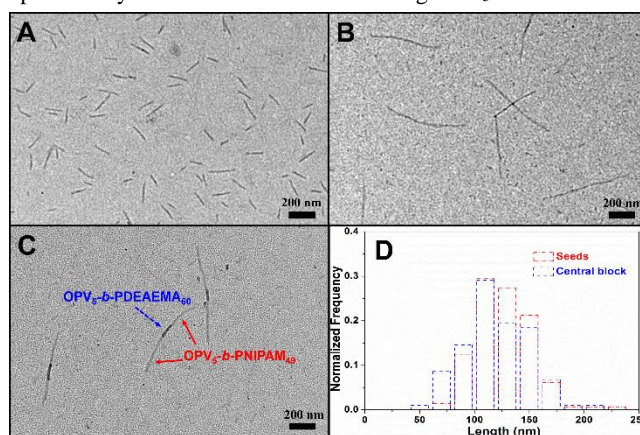 A
B
200 nm
200 nm
C
OPV₅-b-PDEAEMA₆₀
OPV₅-b-PNIPAM₄₉
200 nm
D
Seeds
Central block
Normalized Frequency
0.4
0.3
0.2
0.1
0.0
0 50 100 150 200
Length (nm)